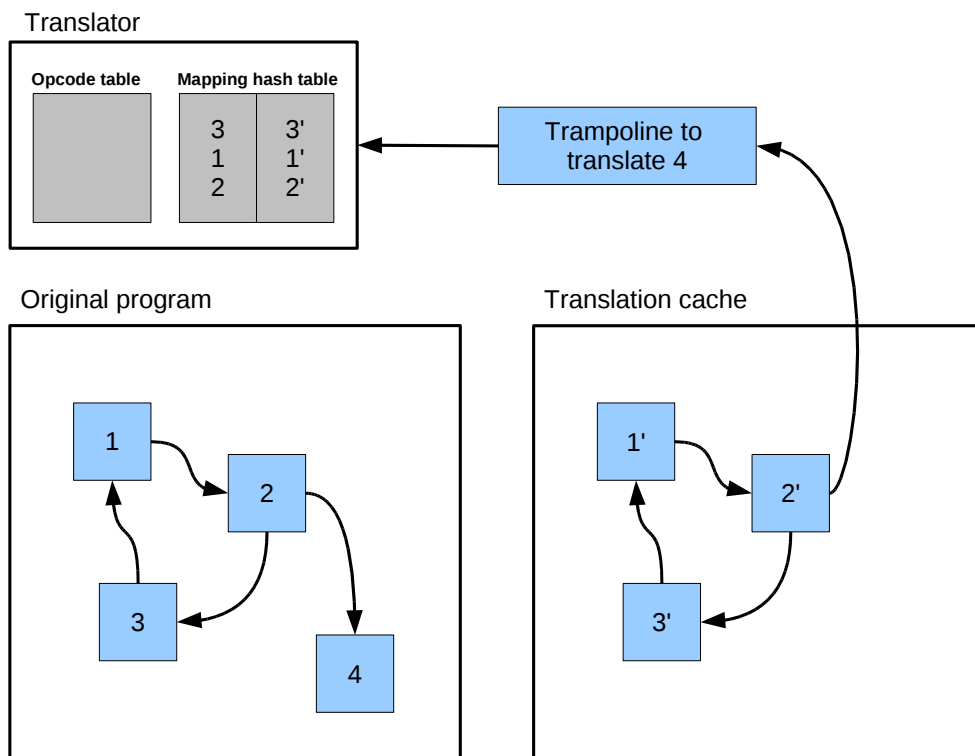 Translator
Opcode table
Mapping hash table
3 3'
1 1'
2 2'
Trampoline to
translate 4
Original program
1
2
3
4
Translation cache
1'
2'
3'